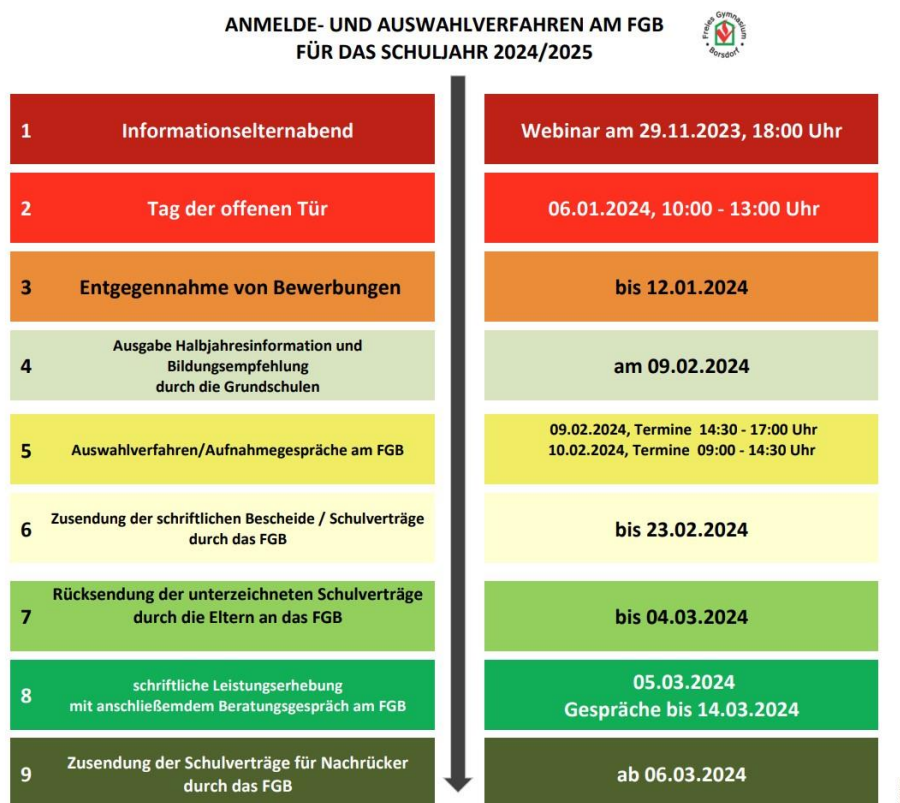 ANMELDE- UND AUSWAHLVERFAHREN AM FGB
FÜR DAS SCHULJAHR 2024/2025
Freies Gymnasium
Borsdorf
1 Informationselternabend
Webinar am 29.11.2023, 18:00 Uhr
2 Tag der offenen Tür
06.01.2024, 10:00 - 13:00 Uhr
3 Entgegennahme von Bewerbungen
bis 12.01.2024
4 Ausgabe Halbjahresinformation und
Bildungsempfehlung
durch die Grundschulen
am 09.02.2024
5 Auswahlverfahren/Aufnahmegespräche am FGB
09.02.2024, Termine 14:30 - 17:00 Uhr
10.02.2024, Termine 09:00 - 14:30 Uhr
6 Zusendung der schriftlichen Bescheide / Schulverträge
durch das FGB
bis 23.02.2024
7 Rücksendung der unterzeichneten Schulverträge
durch die Eltern an das FGB
bis 04.03.2024
8 schriftliche Leistungserhebung
mit anschließemdem Beratungsgespräch am FGB
05.03.2024
Gespräche bis 14.03.2024
9 Zusendung der Schulverträge für Nachrücker
durch das FGB
ab 06.03.2024